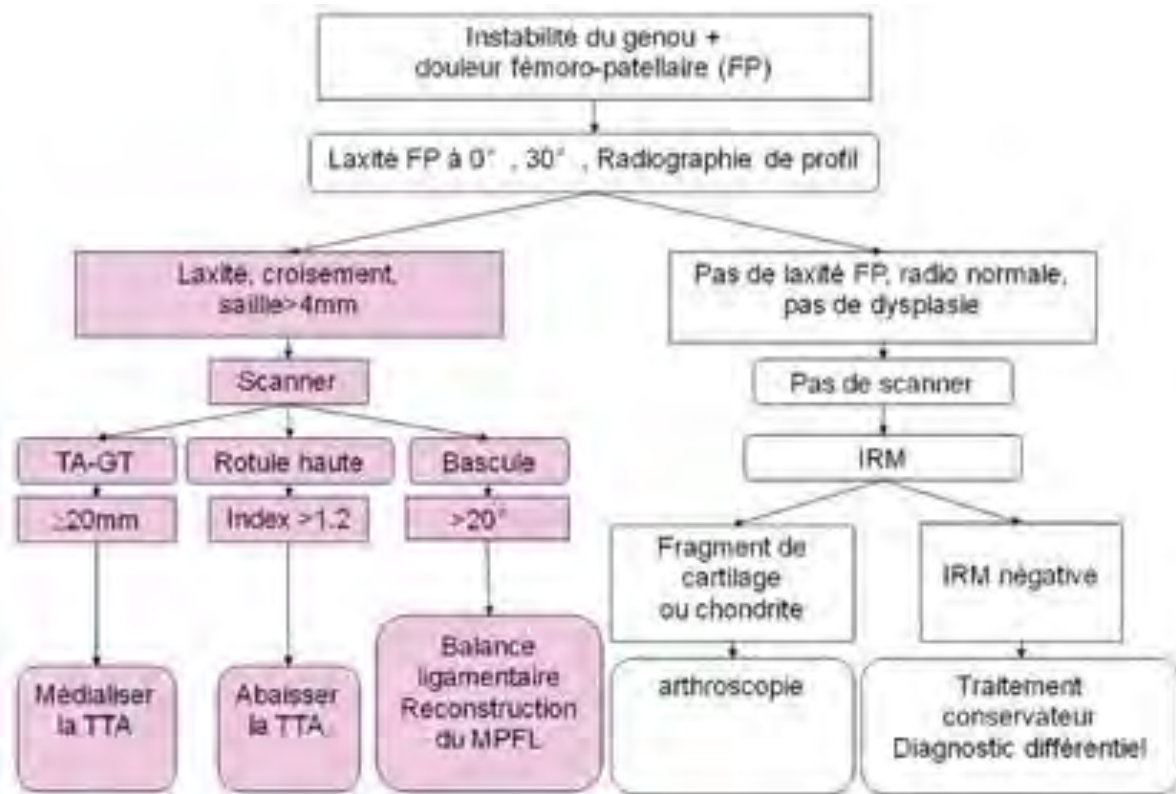 Instabilité du genou +
douleur fémoro-patellaire (FP)
Laxité FP à 0° , 30° , Radiographie de profil
Laxité, croisement,
saille>4mm
Pas de laxité FP, radio normale,
pas de dysplasie
Scanner
Pas de scanner
TA-GT
Rotule haute
Bascule
IRM
≥20mm
Index >1.2
>20°
Fragment de
cartilage
ou chondrite
IRM négative
Médialiser
la TTA
Abaisser
la TTA
Balance
ligamentaire
Reconstruction
du MPFL
arthroscopie
Traitement
conservateur
Diagnostic différentiel